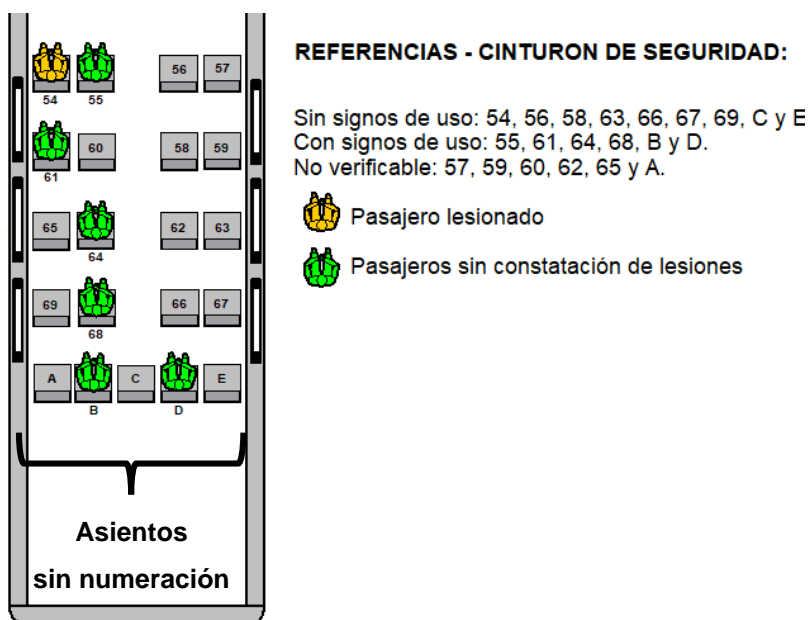 REFERENCIAS - CINTURON DE SEGURIDAD:
Sin signos de uso: 54, 56, 58, 63, 66, 67, 69, C y E
Con signos de uso: 55, 61, 64, 68, B y D.
No verificable: 57, 59, 60, 62, 65 y A.
Pasajero lesionado
Pasajeros sin constatación de lesiones
56 57
54 55
60 58 59
61
65 62 63
64
69 66 67
68
A C E
B D
Asientos
sin numeración